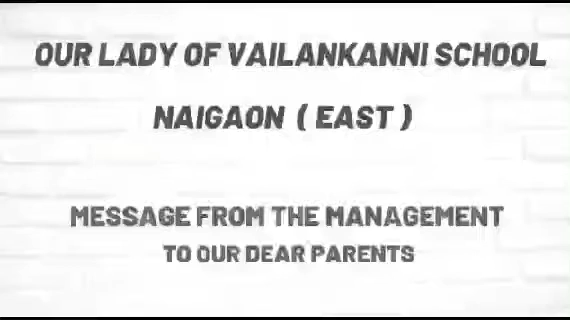 OUR LADY OF VAILANKANNI SCHOOL
NAIGAON ( EAST )
MESSAGE FROM THE MANAGEMENT
TO OUR DEAR PARENTS